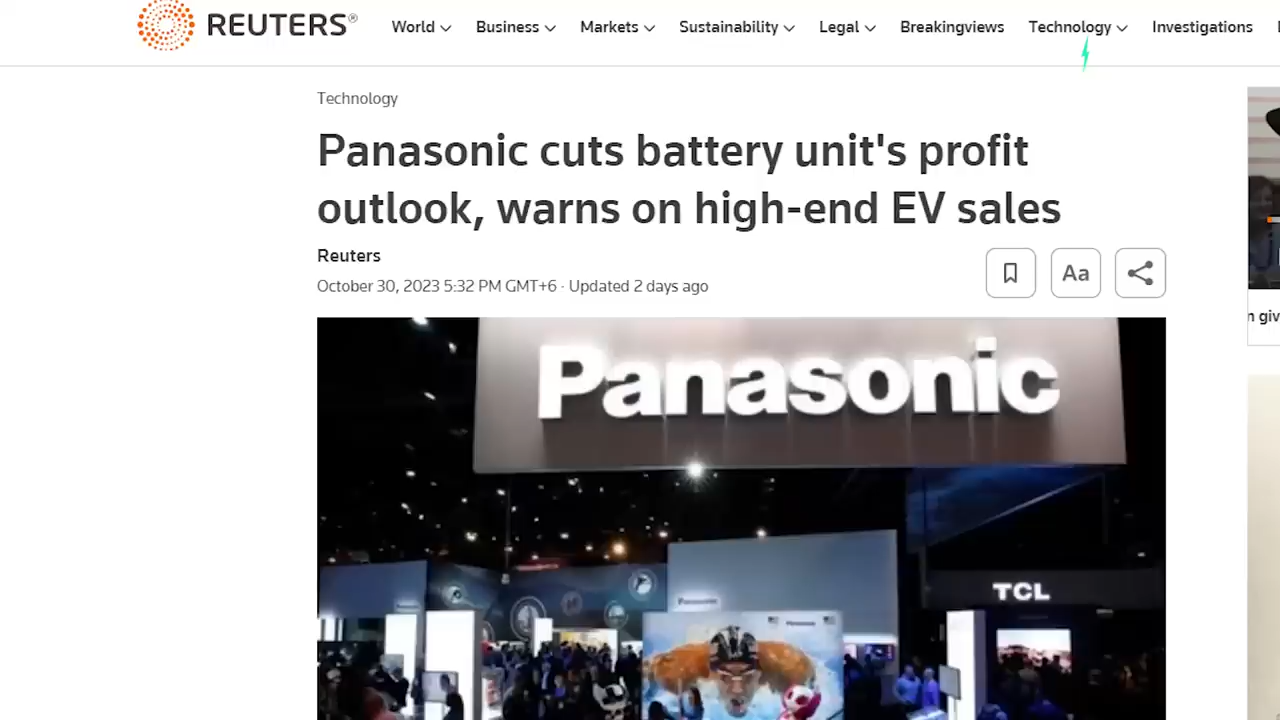 REUTERS®
World Business Markets Sustainability Legal Breakingviews Technology Investigations
Technology
Panasonic cuts battery unit's profit
outlook, warns on high-end EV sales
Reuters
October 30, 2023 5:32 PM GMT+6 · Updated 2 days ago
Aa
Panasonic
TCL
Panasonic
Panasonic